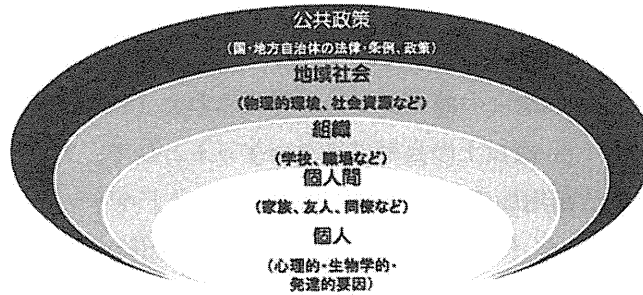 公共政策
(国・地方自治体の法律・条例、政策)
地域社会
(物理的環境、社会資源など)
組織
(学校、職場など)
個人間
(家族、友人、同僚など)
個人
(心理的・生物学的・
発達的要因)